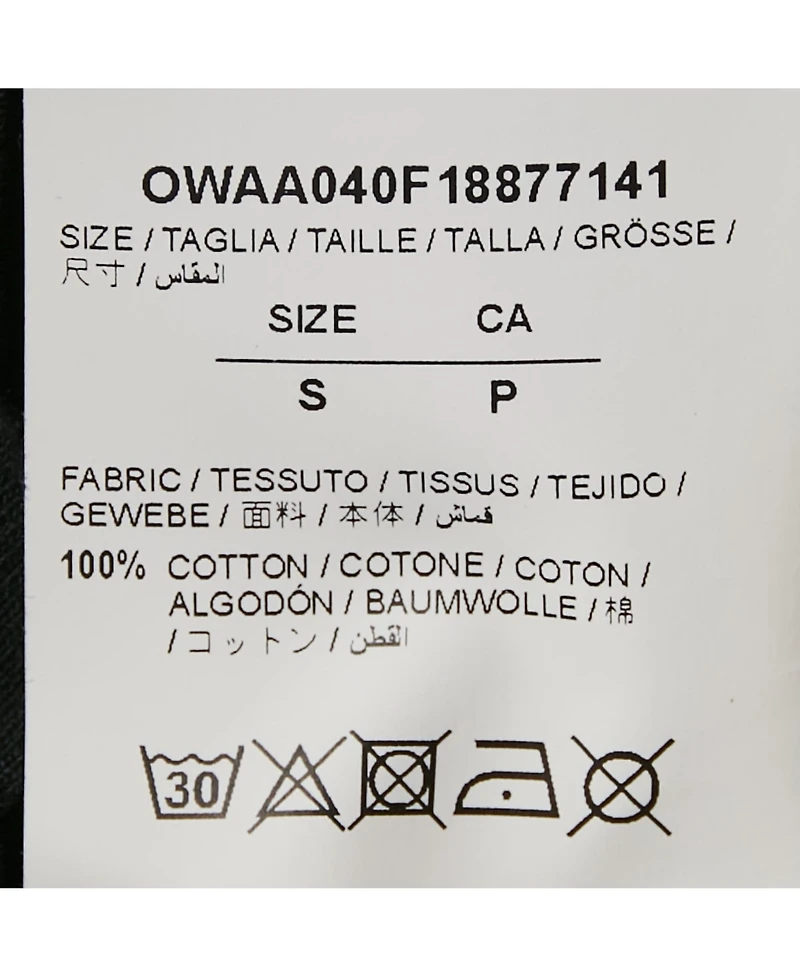 OWAA040F18877141
SIZE / TAGLIA / TAILLE / TALLA / GRÖSSE /
尺寸 / المقاس
SIZE CA
S P
FABRIC / TESSUTO / TISSUS / TEJIDO /
GEWEBE / 面料 / 本体 / قماش
100% COTTON / COTONE / COTON /
ALGODÓN / BAUMWOLLE / 棉
/ コットン / القطن
30